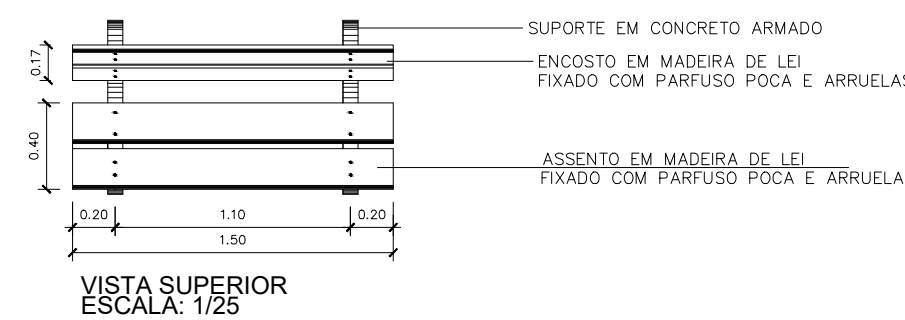 SUPORTE EM CONCRETO ARMADO
ENCOSTO EM MADEIRA DE LEI
FIXADO COM PARFUSO POCA E ARRUELAS
0.17
0.40
ASSENTO EM MADEIRA DE LEI
FIXADO COM PARFUSO POCA E ARRUELA
0.20 1.10 0.20
1.50
VISTA SUPERIOR
ESCALA: 1/25